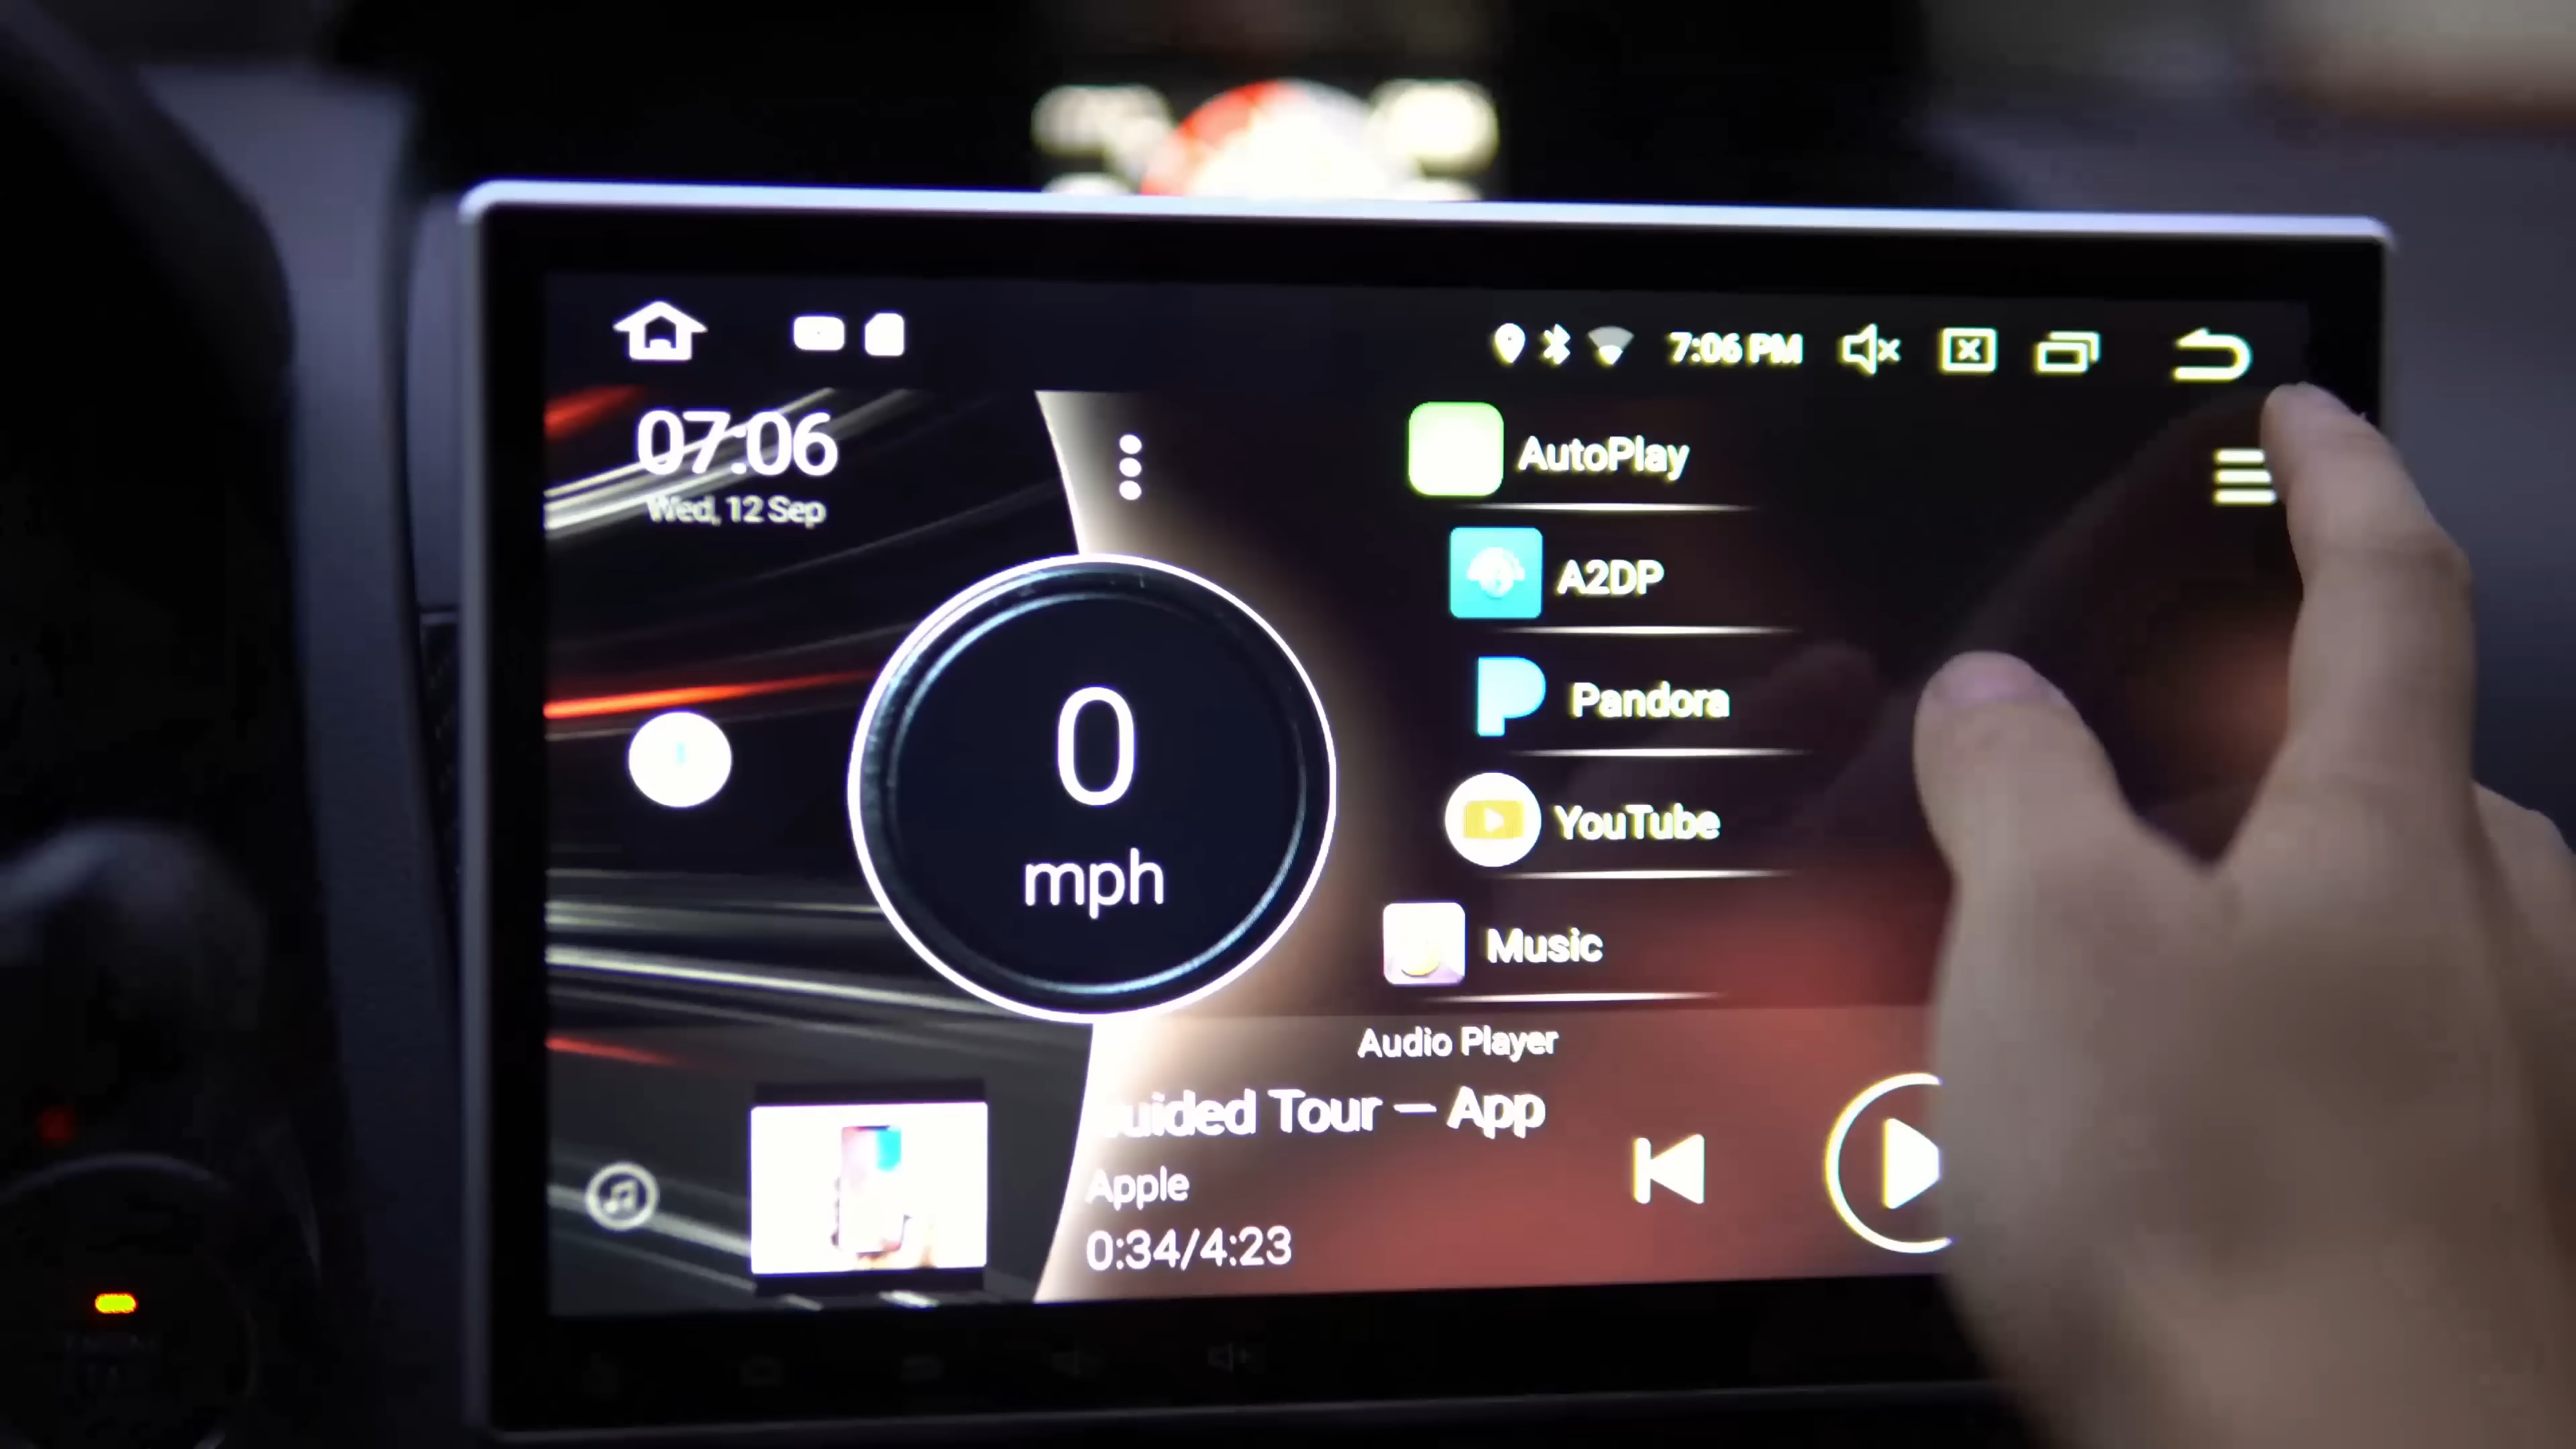 7:06 PM
07:06
Wed, 12 Sep
AutoPlay
A2DP
Pandora
YouTube
Music
0
mph
Audio Player
Guided Tour — App
Apple
0:34/4:23